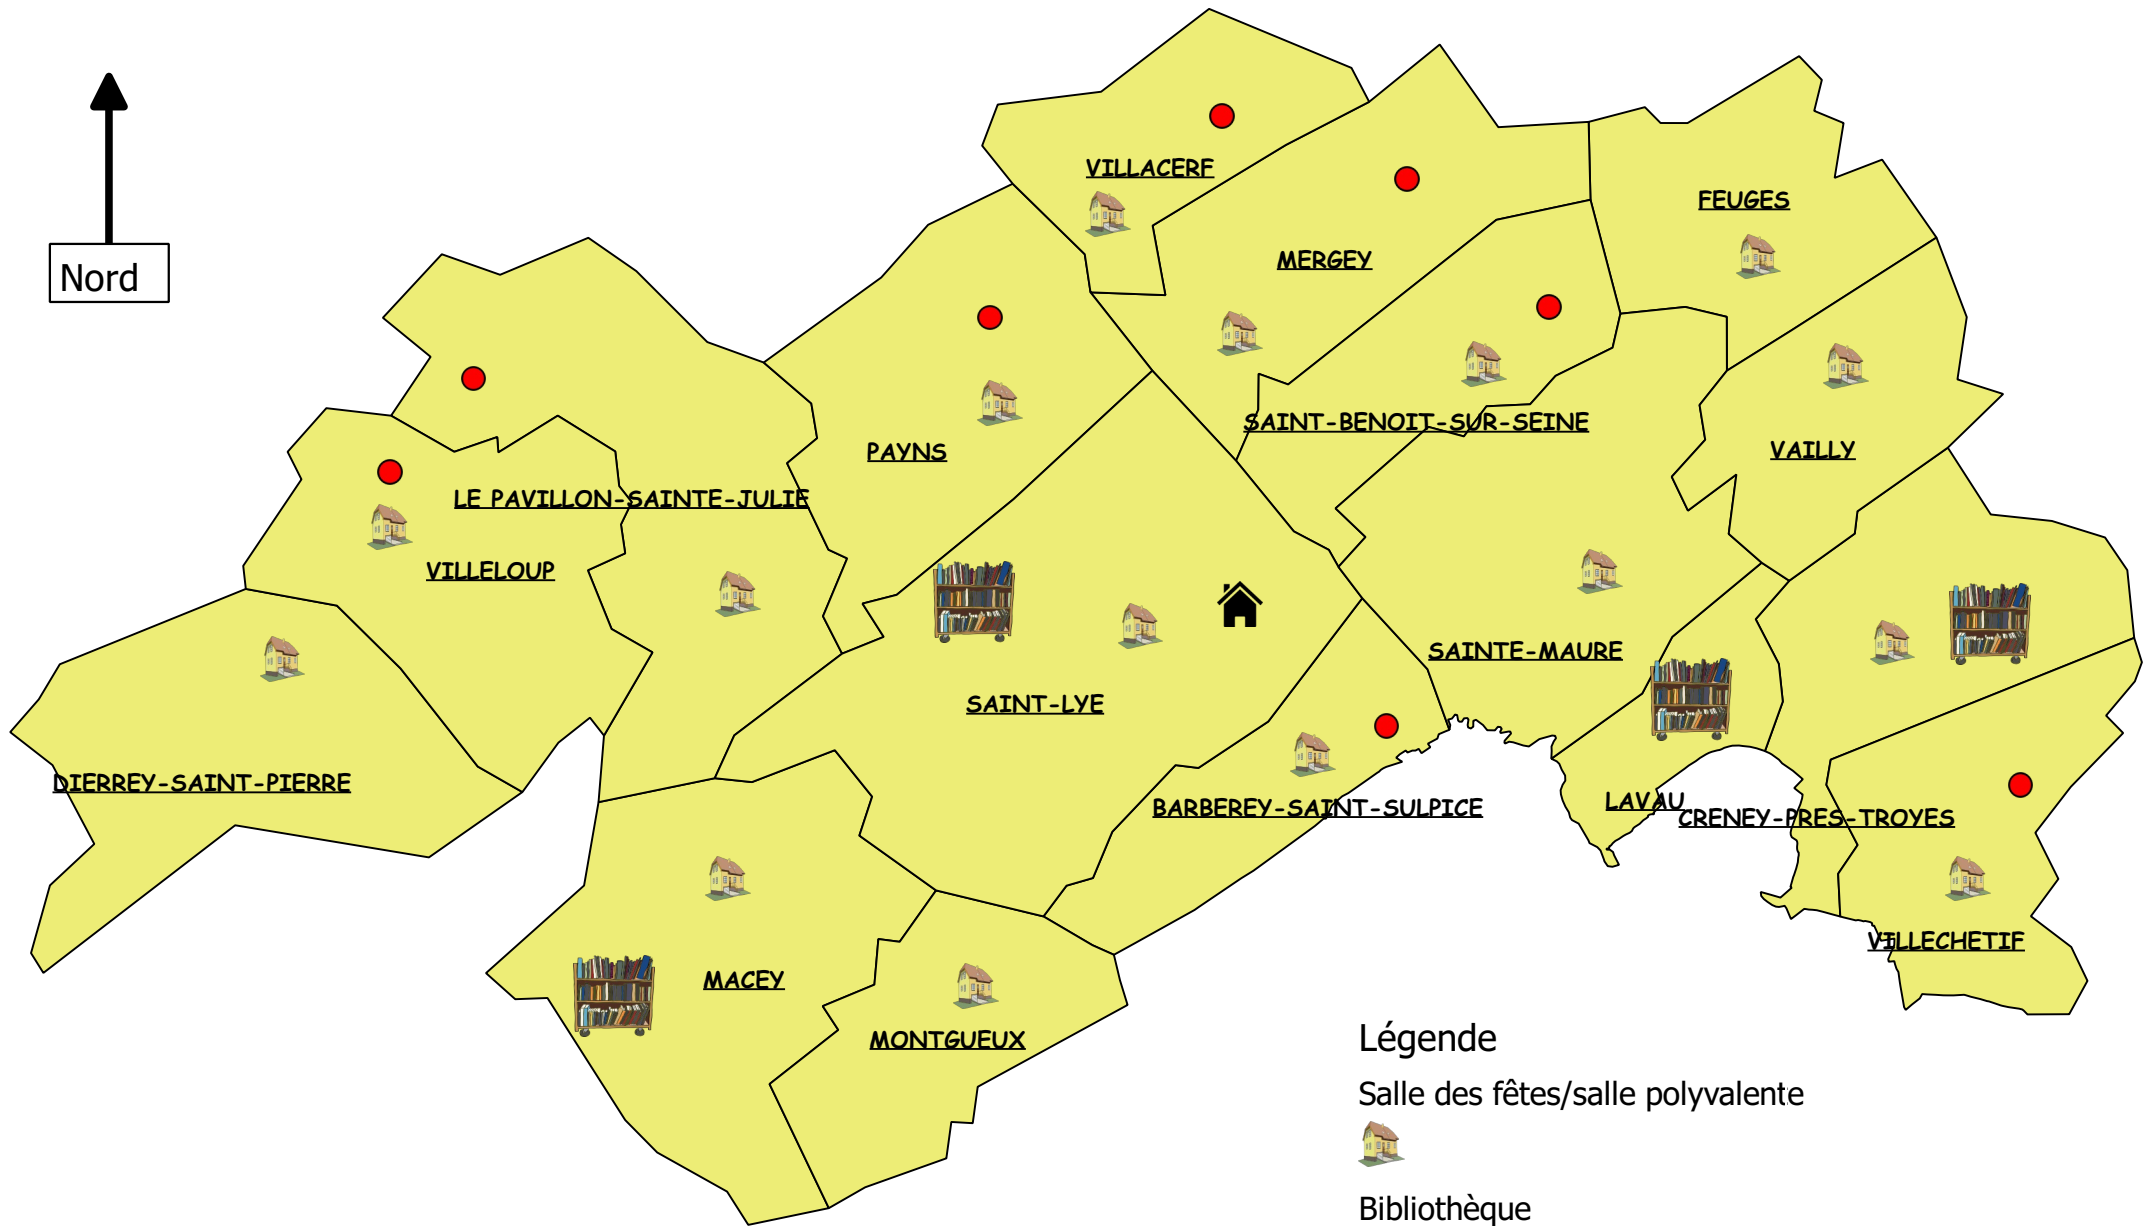 VILLACERF
FEUGES
MERGEY
Nord
SAINT-BENOIT-SUR-SEINE
PAYNS
VAILLY
LE PAVILLON-SAINTE-JULIE
VILLELOUP
SAINTE-MAURE
SAINT-LYE
DIERREY-SAINT-PIERRE
LAVAU
BARBEREY-SAINT-SULPICE
CRENEY-PRES-TROYES
VILLECHETIF
MACEY
MONTGUEUX
Légende
Salle des fêtes/salle polyvalente
Bibliothèque